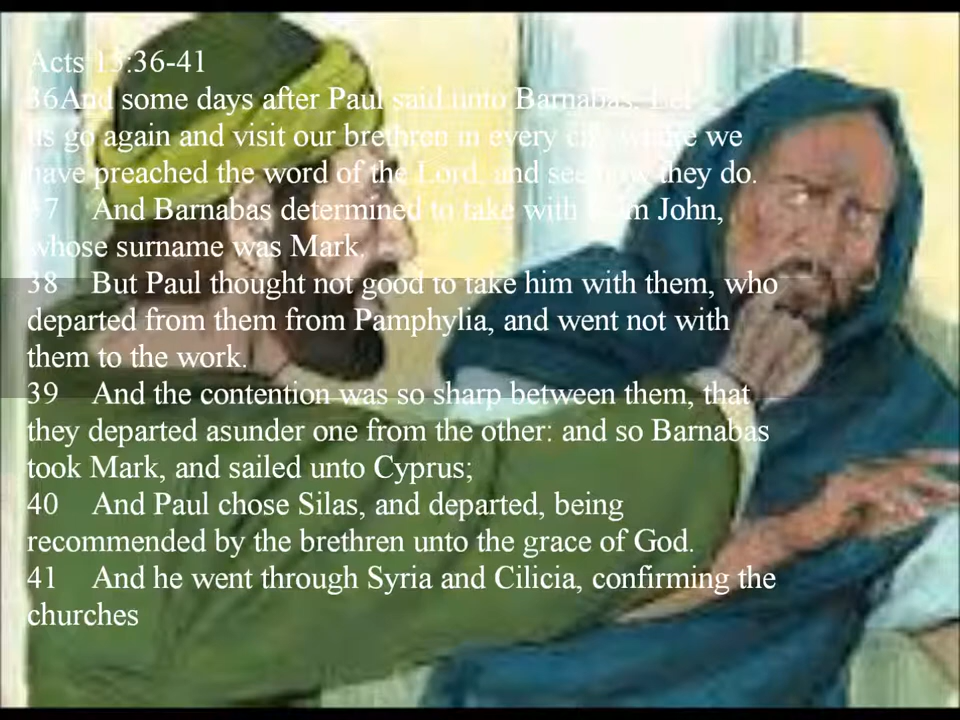 Acts 15:36-41
36And some days after Paul said unto Barnabas, Let
us go again and visit our brethren in every city where we
have preached the word of the Lord, and see how they do.
37 And Barnabas determined to take with him John,
whose surname was Mark.
38 But Paul thought not good to take him with them, who
departed from them from Pamphylia, and went not with
them to the work.
39 And the contention was so sharp between them, that
they departed asunder one from the other: and so Barnabas
took Mark, and sailed unto Cyprus;
40 And Paul chose Silas, and departed, being
recommended by the brethren unto the grace of God.
41 And he went through Syria and Cilicia, confirming the
churches